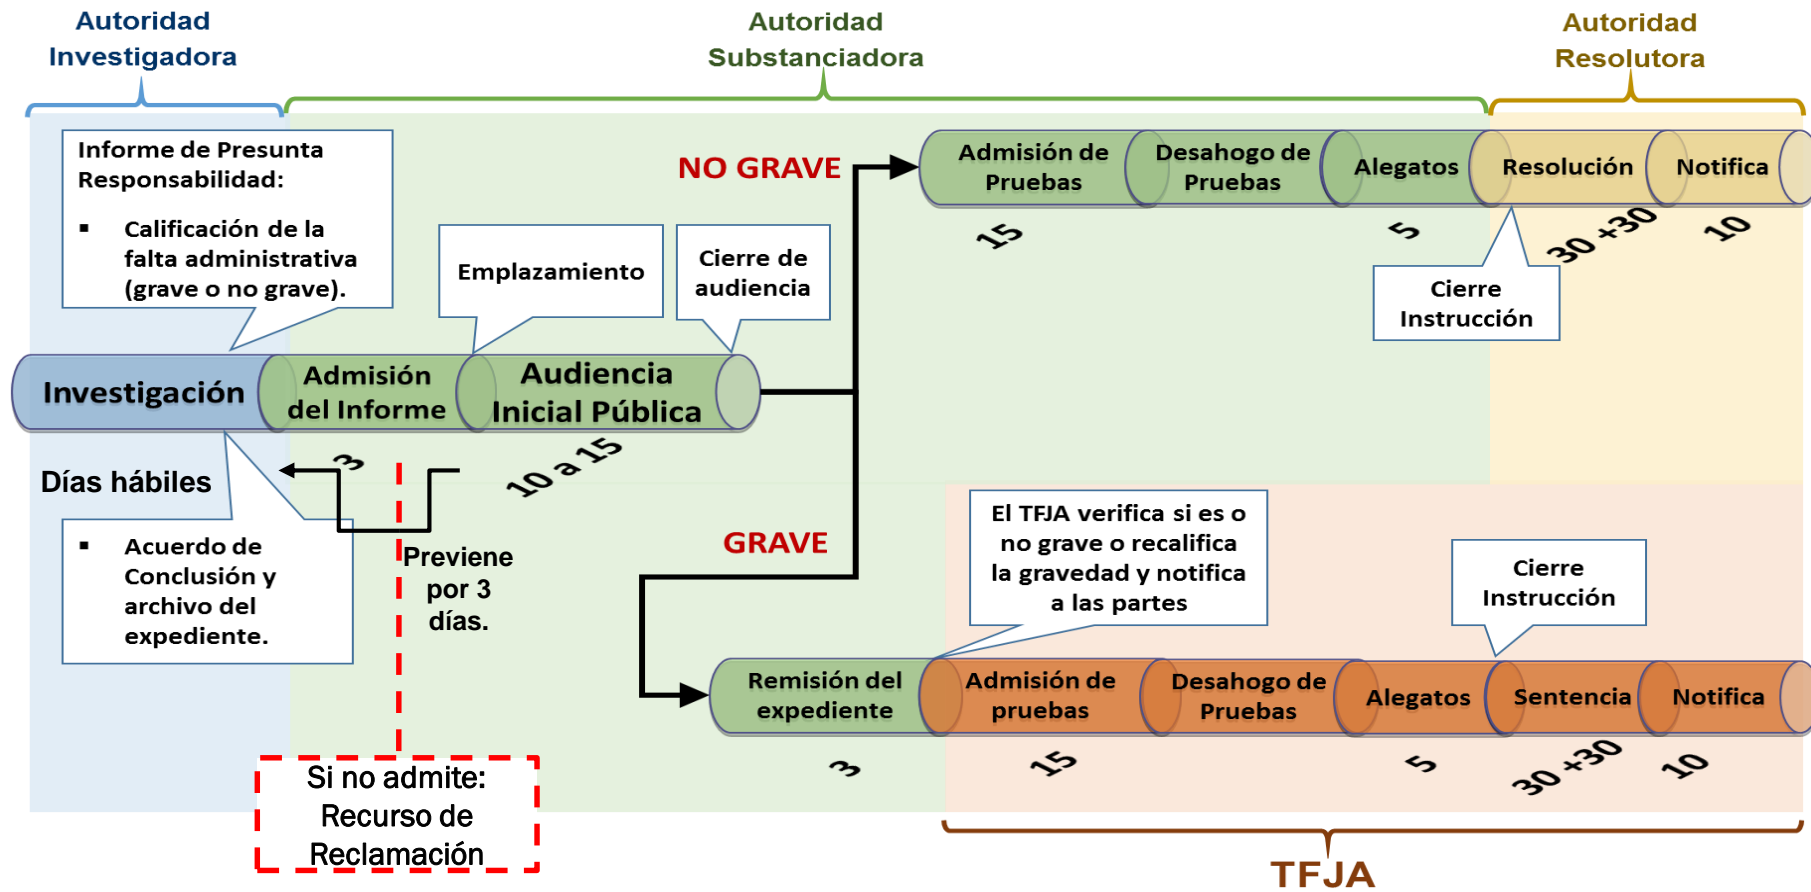 Autoridad
Investigadora
Autoridad
Substanciadora
Autoridad
Resolutora
Informe de Presunta
Responsabilidad:
▪ Calificación de la
falta administrativa
(grave o no grave).
Emplazamiento
Cierre de
audiencia
NO GRAVE
Admisión de
Pruebas
Desahogo de
Pruebas
Alegatos
Resolución
Notifica
15
5
30 +30
10
Cierre
Instrucción
Investigación
Admisión
del Informe
Audiencia
Inicial Pública
3
10 a 15
Días hábiles
▪ Acuerdo de
Conclusión y
archivo del
expediente.
Previene
por 3
días.
GRAVE
El TFJA verifica si es o
no grave o recalifica
la gravedad y notifica
a las partes
Cierre
Instrucción
Remisión del
expediente
Admisión de
pruebas
Desahogo de
Pruebas
Alegatos
Sentencia
Notifica
3
15
5
30 +30
10
Si no admite:
Recurso de
Reclamación
TFJA